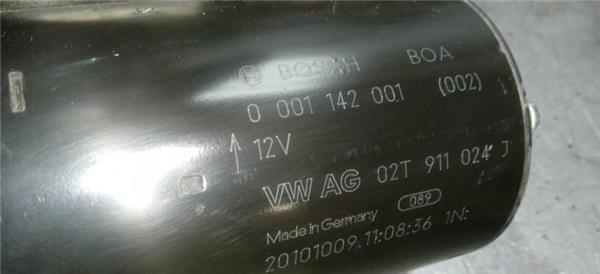 BOSCH BOA
0 001 142 001 (002)
12V
VW AG 02T 911 024 J
089
Made in Germany
20101009.11:08:36 1N: